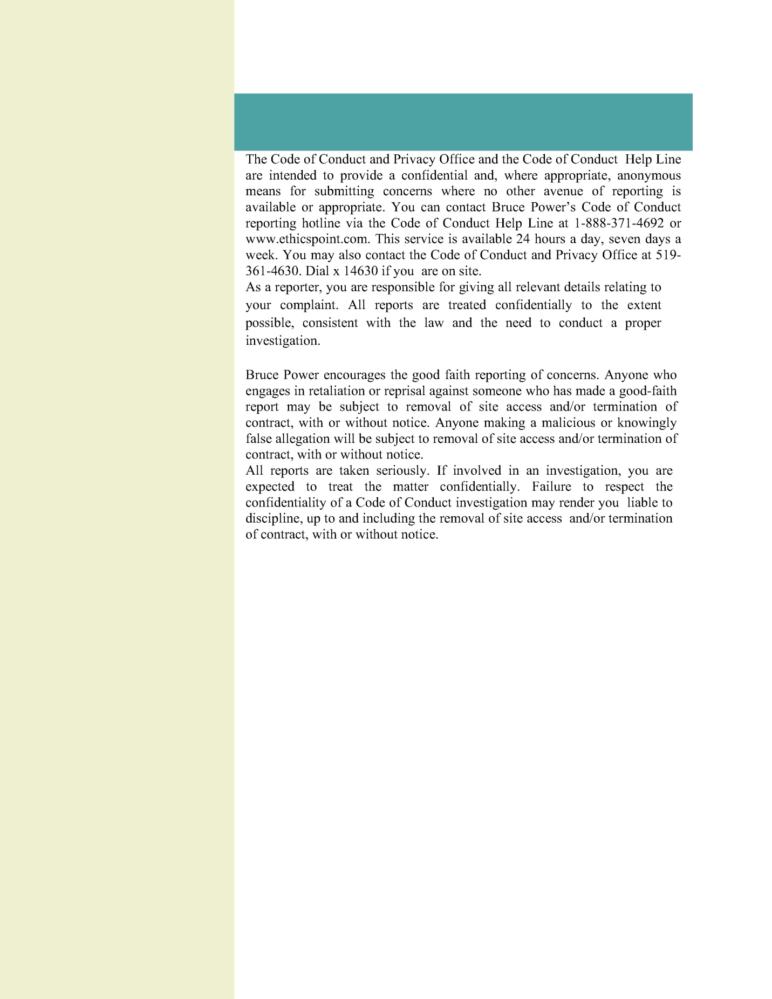 The Code of Conduct and Privacy Office and the Code of Conduct Help Line
are intended to provide a confidential and, where appropriate, anonymous
means for submitting concerns where no other avenue of reporting is
available or appropriate. You can contact Bruce Power’s Code of Conduct
reporting hotline via the Code of Conduct Help Line at 1-888-371-4692 or
www.ethicspoint.com. This service is available 24 hours a day, seven days a
week. You may also contact the Code of Conduct and Privacy Office at 519-
361-4630. Dial x 14630 if you are on site.
As a reporter, you are responsible for giving all relevant details relating to
your complaint. All reports are treated confidentially to the extent
possible, consistent with the law and the need to conduct a proper
investigation.
Bruce Power encourages the good faith reporting of concerns. Anyone who
engages in retaliation or reprisal against someone who has made a good-faith
report may be subject to removal of site access and/or termination of
contract, with or without notice. Anyone making a malicious or knowingly
false allegation will be subject to removal of site access and/or termination of
contract, with or without notice.
All reports are taken seriously. If involved in an investigation, you are
expected to treat the matter confidentially. Failure to respect the
confidentiality of a Code of Conduct investigation may render you liable to
discipline, up to and including the removal of site access and/or termination
of contract, with or without notice.